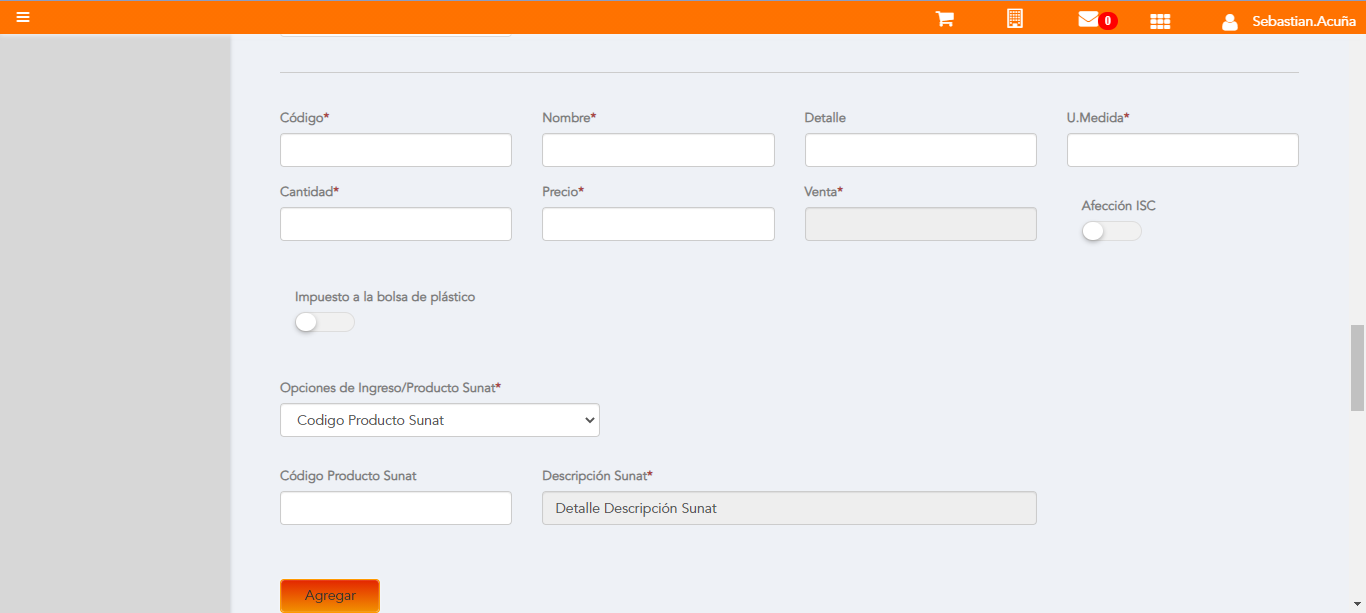 0
Sebastian.Acuña
Código*
Nombre*
Detalle
U.Medida*
Cantidad*
Precio*
Venta*
Afección ISC
Impuesto a la bolsa de plástico
Opciones de Ingreso/Producto Sunat*
Codigo Producto Sunat
Código Producto Sunat
Descripción Sunat*
Detalle Descripción Sunat
Agregar